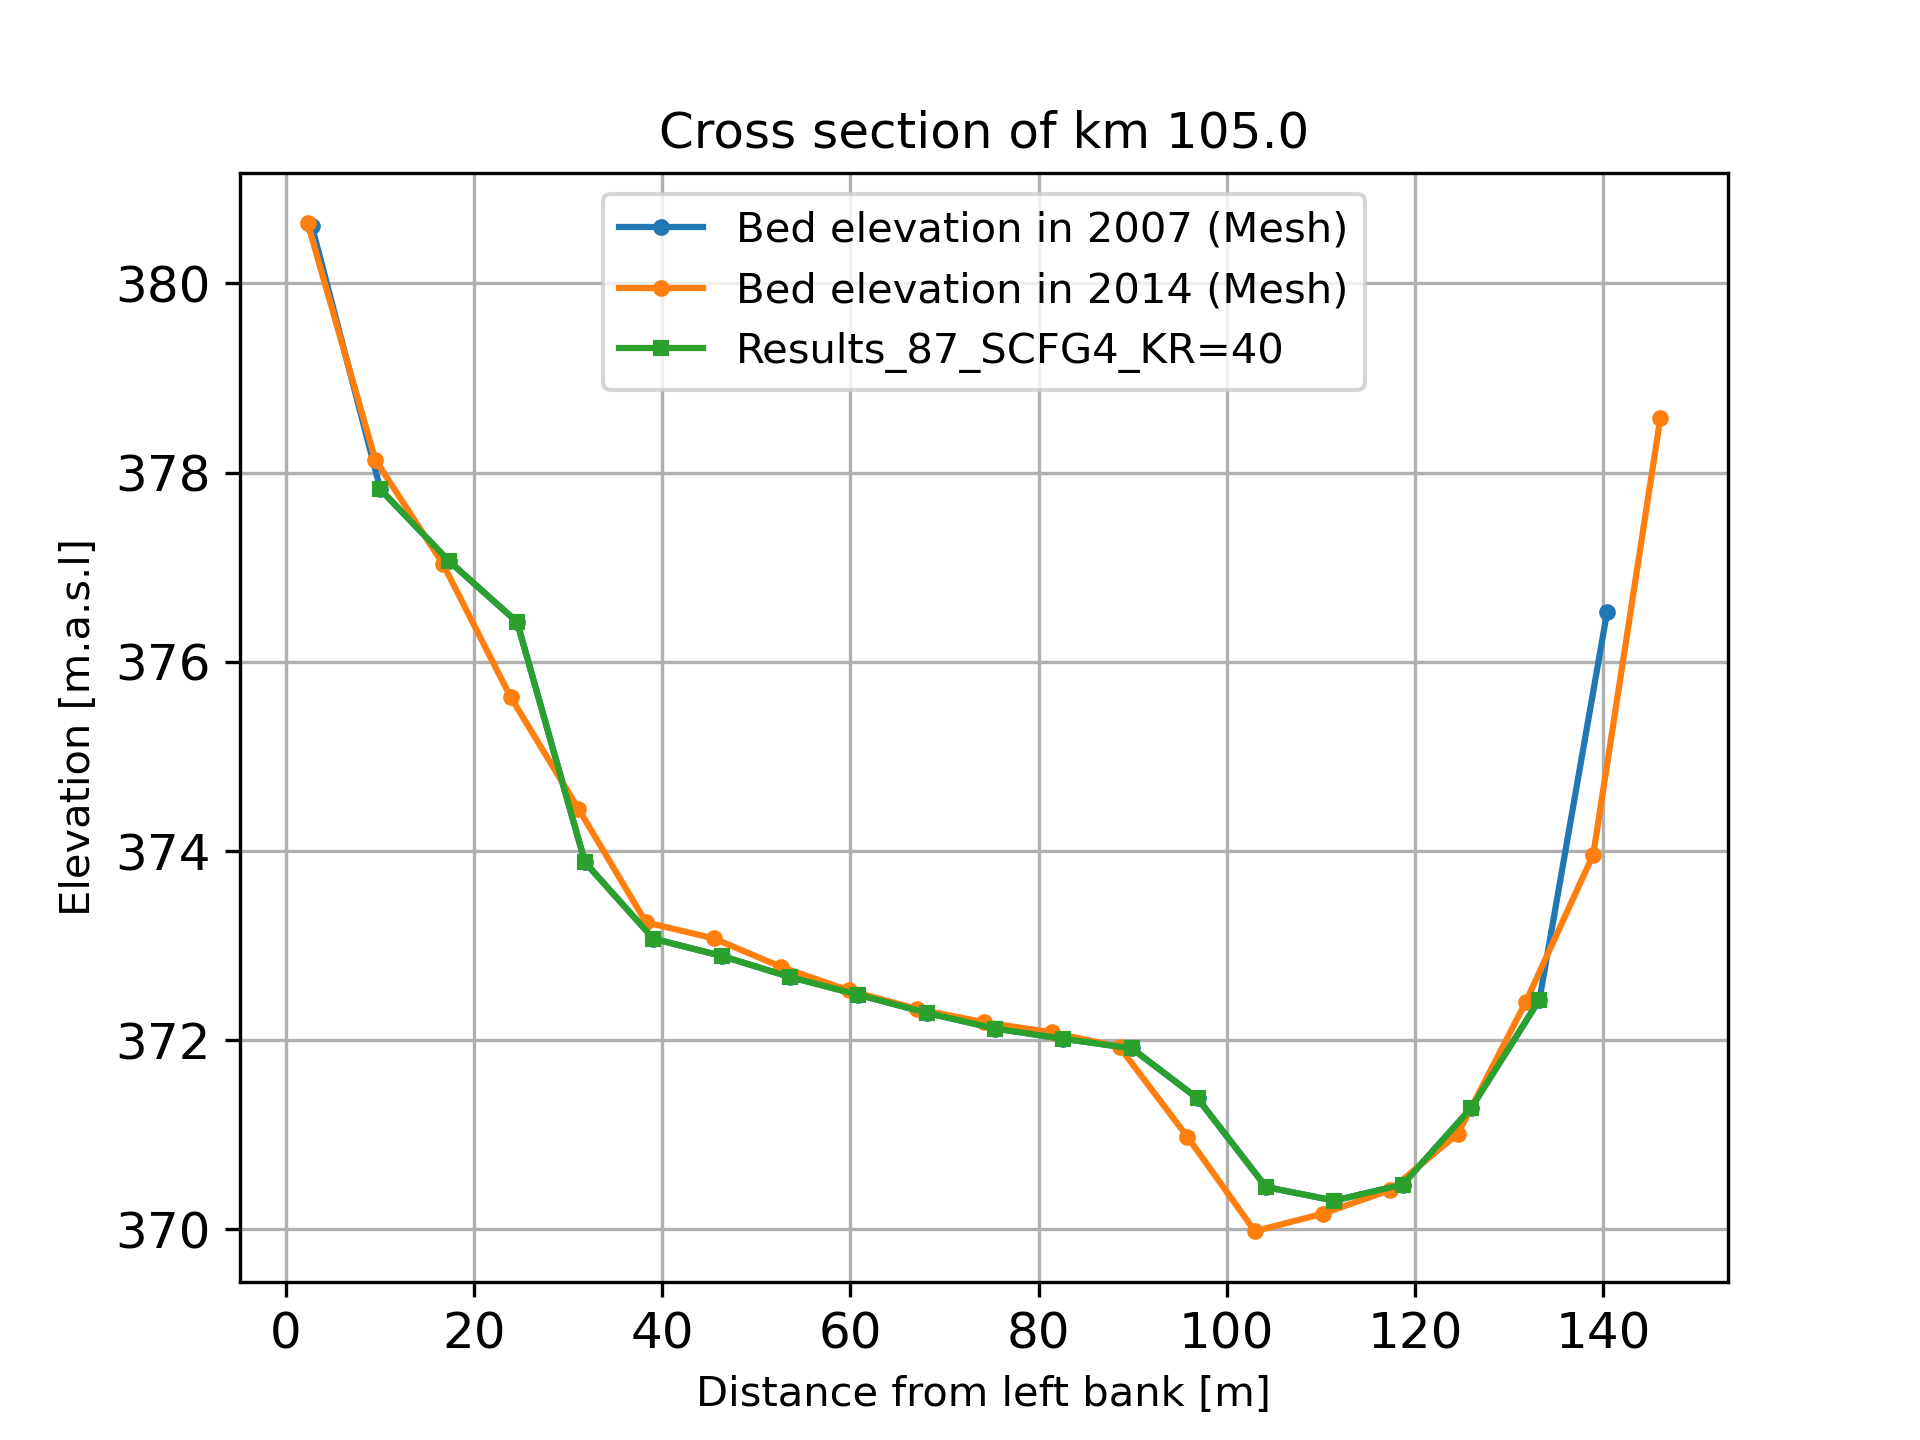 Cross section of km 105.0
Bed elevation in 2007 (Mesh)
Bed elevation in 2014 (Mesh)
Results_87_SCFG4_KR=40
Elevation [m.a.s.l]
380
378
376
374
372
370
0 20 40 60 80 100 120 140
Distance from left bank [m]